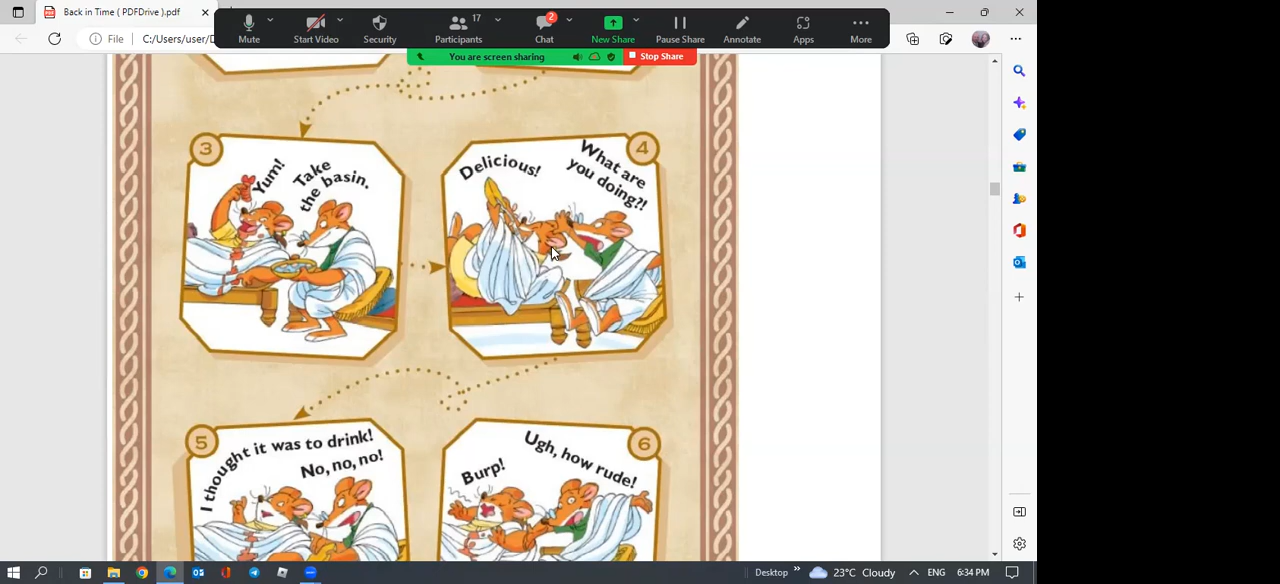 Back in Time ( PDFDrive ).pdf
File
C:/Users/user/D
Mute
Start Video
Security
17
Participants
2
Chat
New Share
Pause Share
Annotate
Apps
More
You are screen sharing
Stop Share
3
Yum!
Take
the basin.
4
Delicious!
What are
you doing?!
5
I thought it was to drink!
No, no, no!
6
Burp!
Ugh, how rude!
Desktop
23°C Cloudy
ENG
6:34 PM